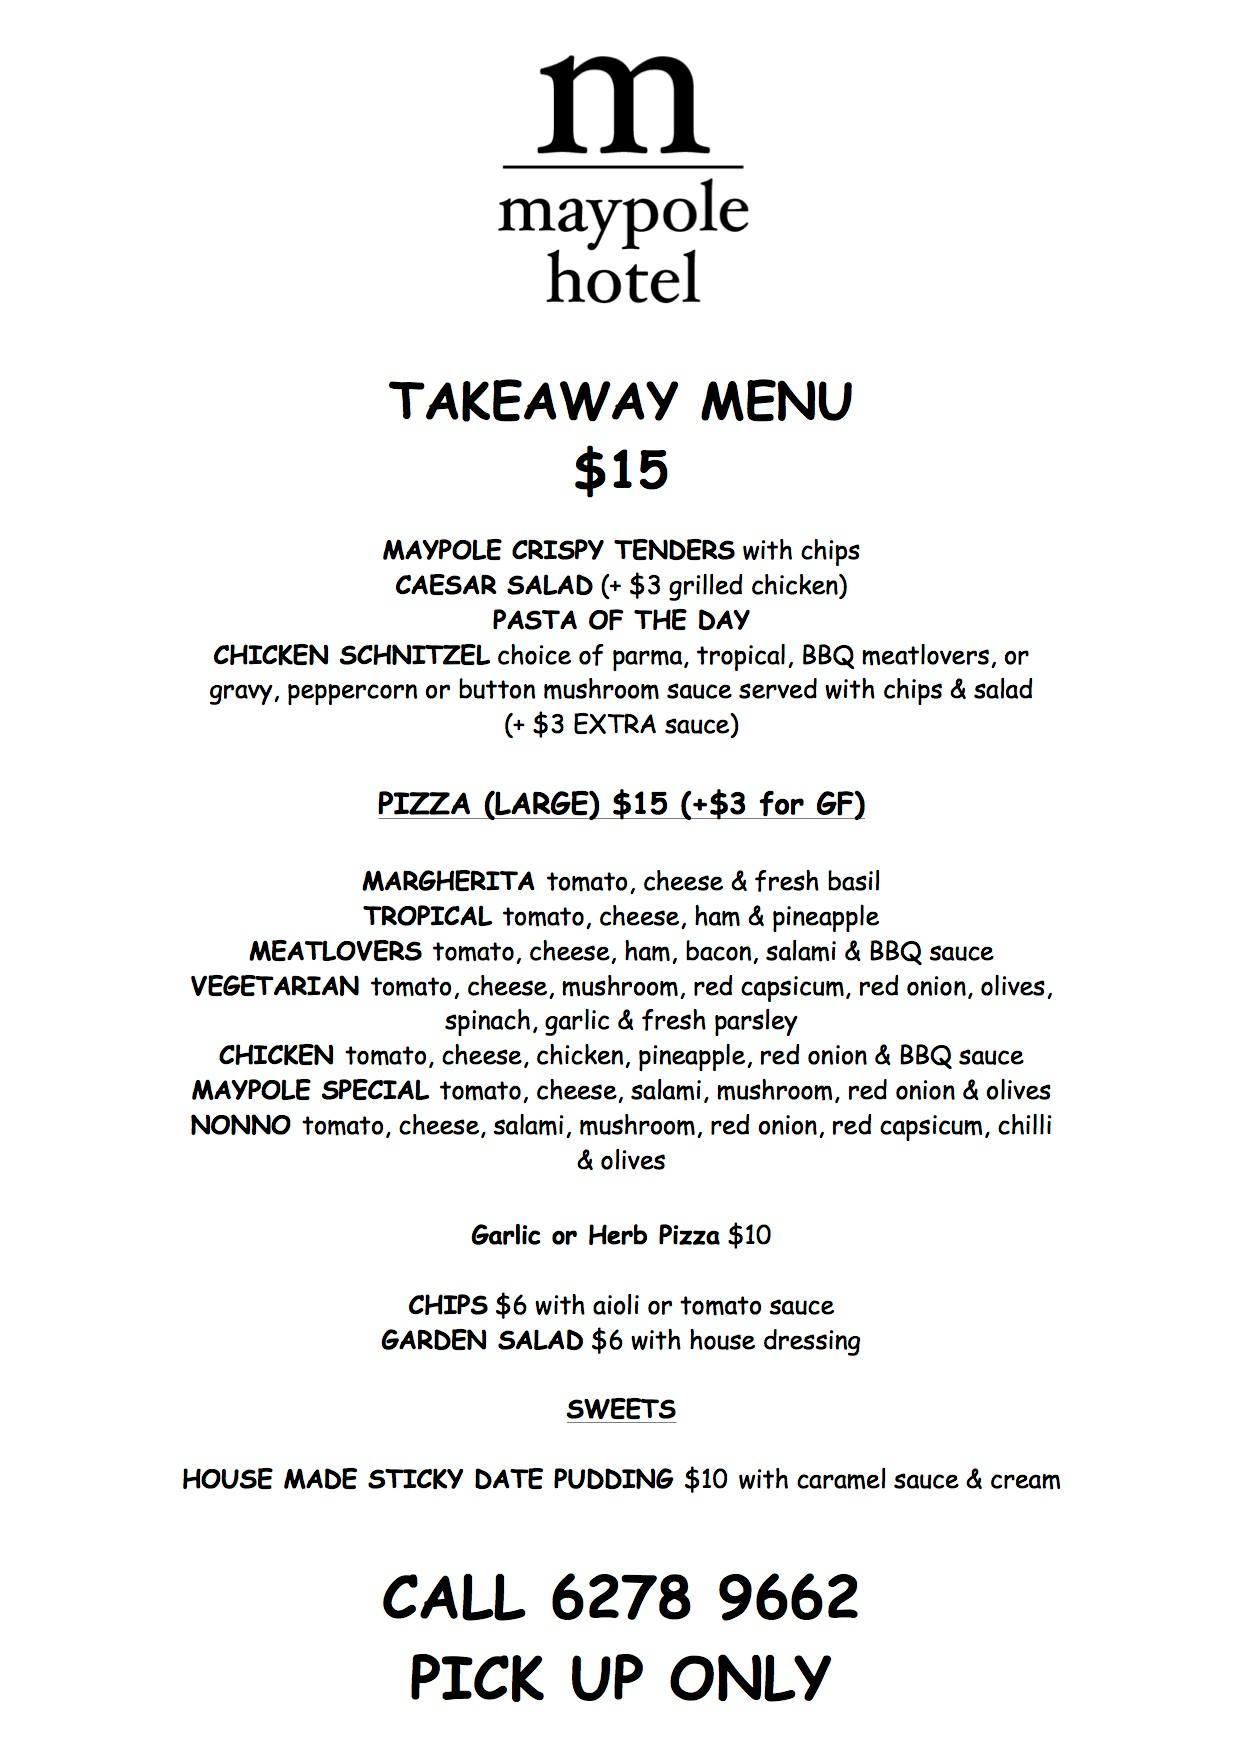 m
maypole
hotel
TAKEAWAY MENU
$15
MAYPOLE CRISPY TENDERS with chips
CAESAR SALAD (+ $3 grilled chicken)
PASTA OF THE DAY
CHICKEN SCHNITZEL choice of parma, tropical, BBQ meatlovers, or
gravy, peppercorn or button mushroom sauce served with chips & salad
(+ $3 EXTRA sauce)
PIZZA (LARGE) $15 (+$3 for GF)
MARGHERITA tomato, cheese & fresh basil
TROPICAL tomato, cheese, ham & pineapple
MEATLOVERS tomato, cheese, ham, bacon, salami & BBQ sauce
VEGETARIAN tomato, cheese, mushroom, red capsicum, red onion, olives,
spinach, garlic & fresh parsley
CHICKEN tomato, cheese, chicken, pineapple, red onion & BBQ sauce
MAYPOLE SPECIAL tomato, cheese, salami, mushroom, red onion & olives
NONNO tomato, cheese, salami, mushroom, red onion, red capsicum, chilli
& olives
Garlic or Herb Pizza $10
CHIPS $6 with aioli or tomato sauce
GARDEN SALAD $6 with house dressing
SWEETS
HOUSE MADE STICKY DATE PUDDING $10 with caramel sauce & cream
CALL 6278 9662
PICK UP ONLY